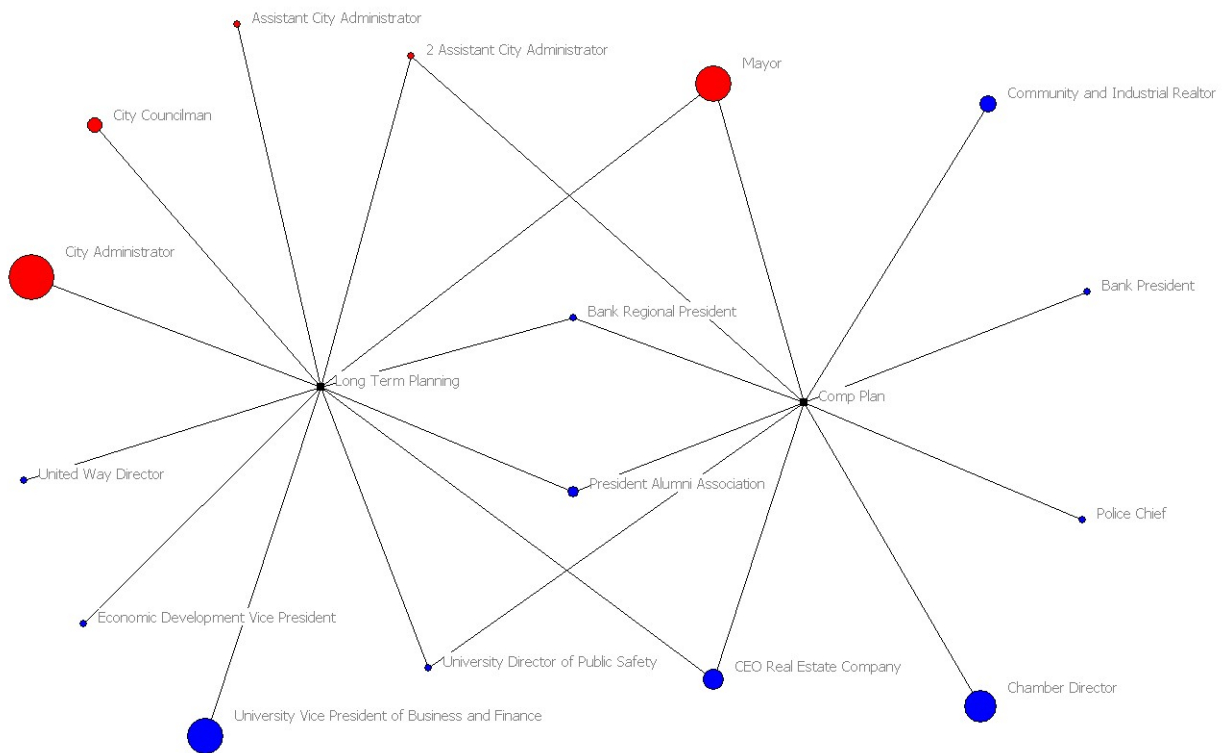 Assistant City Administrator
2 Assistant City Administrator
Mayor
Community and Industrial Realtor
City Councilman
City Administrator
Bank President
Bank Regional President
Long Term Planning
Comp Plan
United Way Director
President Alumni Association
Police Chief
Economic Development Vice President
University Director of Public Safety
CEO Real Estate Company
Chamber Director
University Vice President of Business and Finance